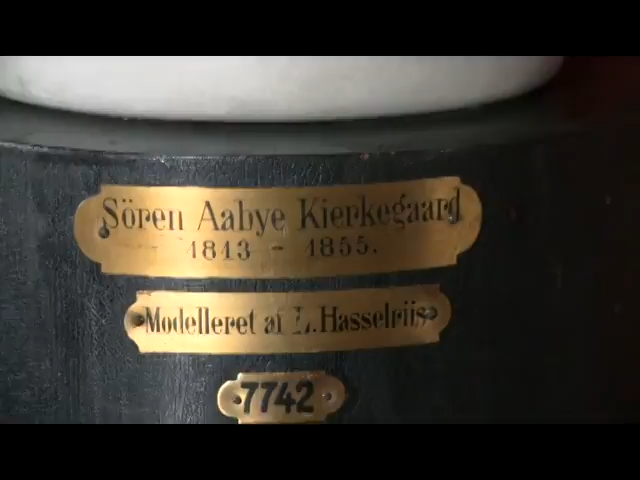 Sören Aabye Kierkegaard
1813 - 1855.
Modelleret af L.Hasselriis
7742